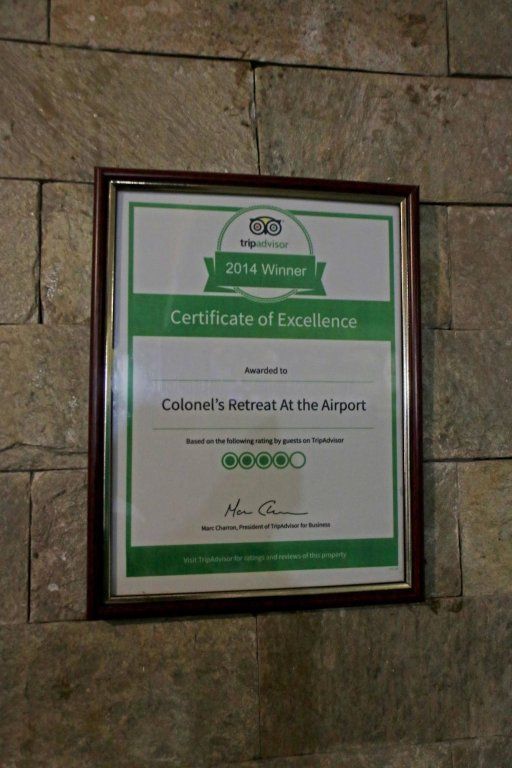 tripadvisor
2014 Winner
Certificate of Excellence
Awarded to
Colonel's Retreat At the Airport
Based on the following rating by guests on TripAdvisor
Marc Charron, President of TripAdvisor for Business
Visit TripAdvisor for ratings and reviews of this property